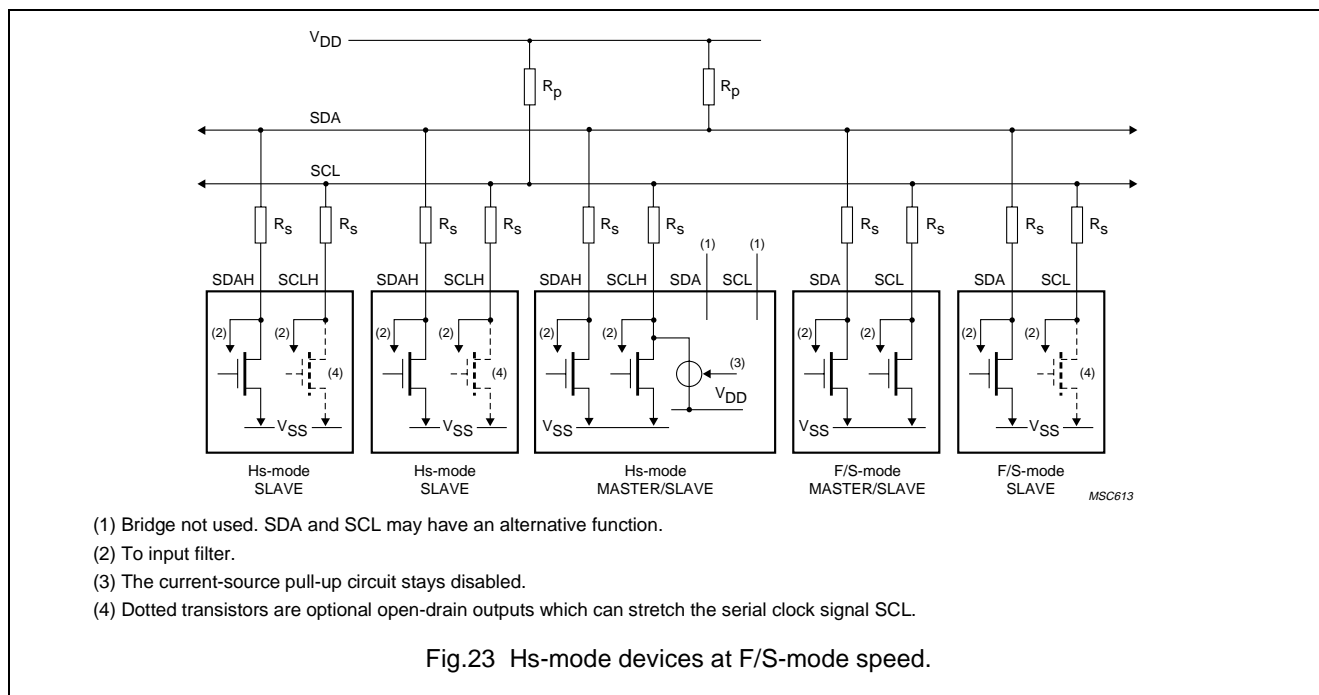 VDD
Rp Rp
SDA
SCL
Rs Rs Rs Rs Rs Rs Rs Rs Rs Rs
(1) (1)
SDAH SCLH SDAH SCLH SDAH SCLH SDA SCL SDA SCL SDA SCL
(2) (2) (2) (2) (2) (2) (2) (2) (2) (2)
(4) (4) (3) (4)
VDD
VSS VSS VSS VSS VSS
Hs-mode Hs-mode Hs-mode F/S-mode F/S-mode
SLAVE SLAVE MASTER/SLAVE MASTER/SLAVE SLAVE
MSC613
(1) Bridge not used. SDA and SCL may have an alternative function.
(2) To input filter.
(3) The current-source pull-up circuit stays disabled.
(4) Dotted transistors are optional open-drain outputs which can stretch the serial clock signal SCL.
Fig.23 Hs-mode devices at F/S-mode speed.